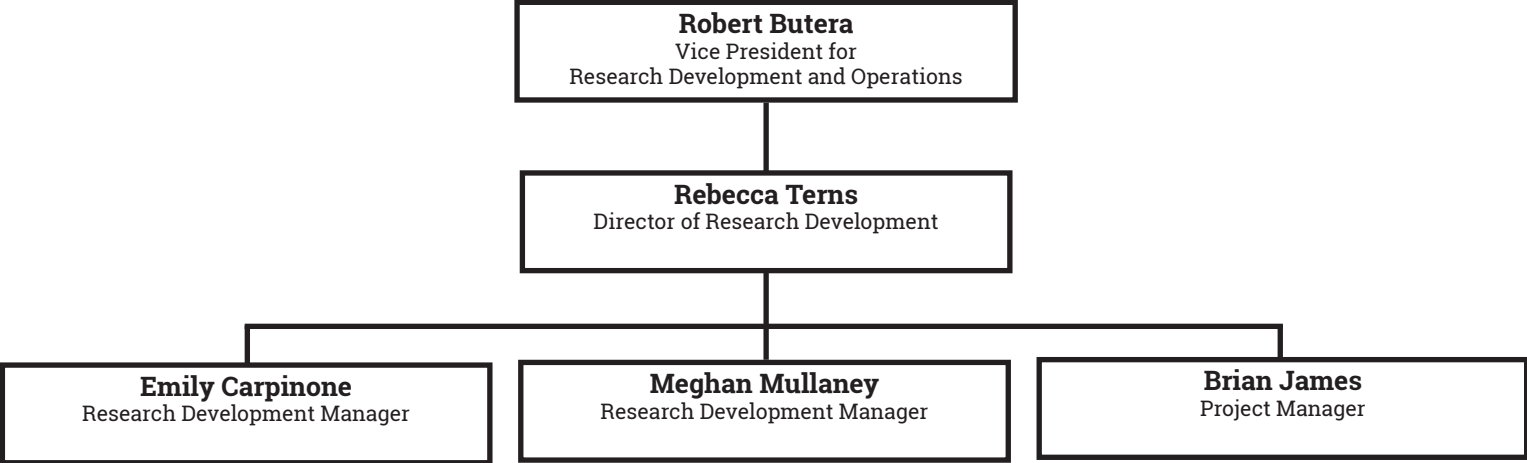 Robert Butera
Vice President for
Research Development and Operations
Rebecca Terns
Director of Research Development
Emily Carpinone
Research Development Manager
Meghan Mullaney
Research Development Manager
Brian James
Project Manager